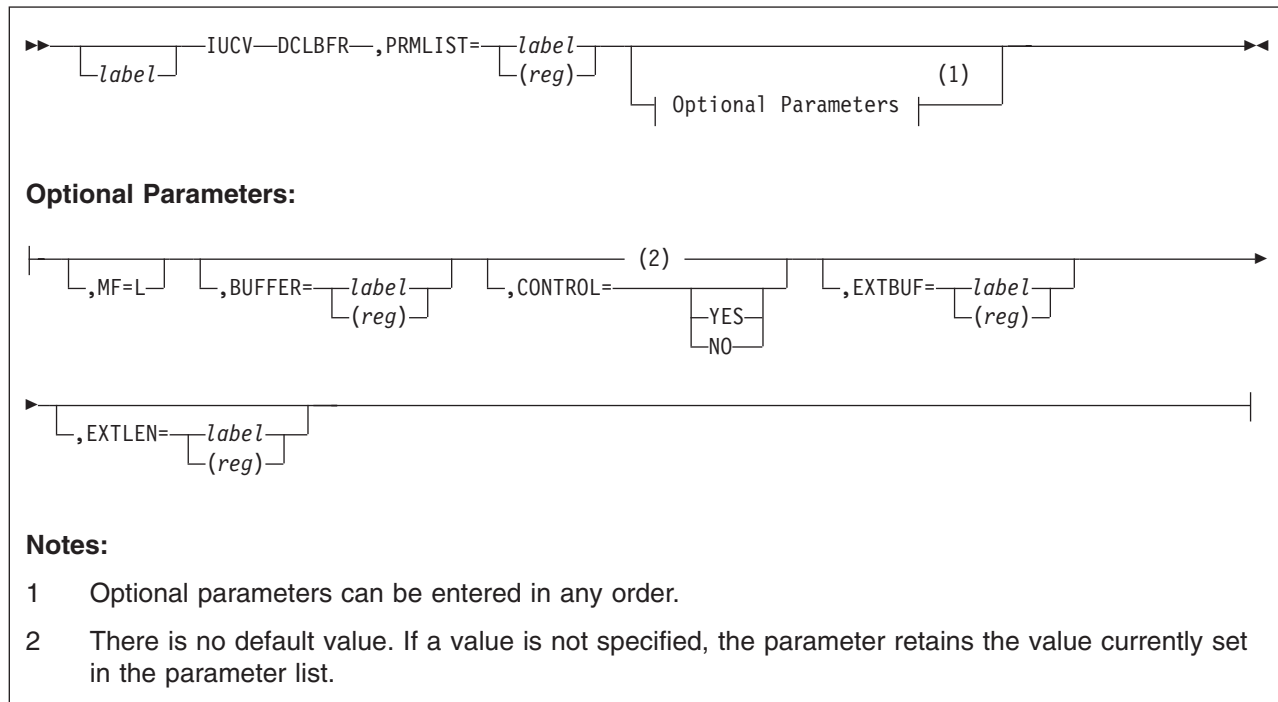 IUCV DCLBFR ,PRMLIST= label
label (reg) (1)
Optional Parameters
Optional Parameters:
(2)
,MF=L ,BUFFER= label ,CONTROL= ,EXTBUF= label
(reg) YES (reg)
NO
,EXTLEN= label
(reg)
Notes:
1 Optional parameters can be entered in any order.
2 There is no default value. If a value is not specified, the parameter retains the value currently set
in the parameter list.